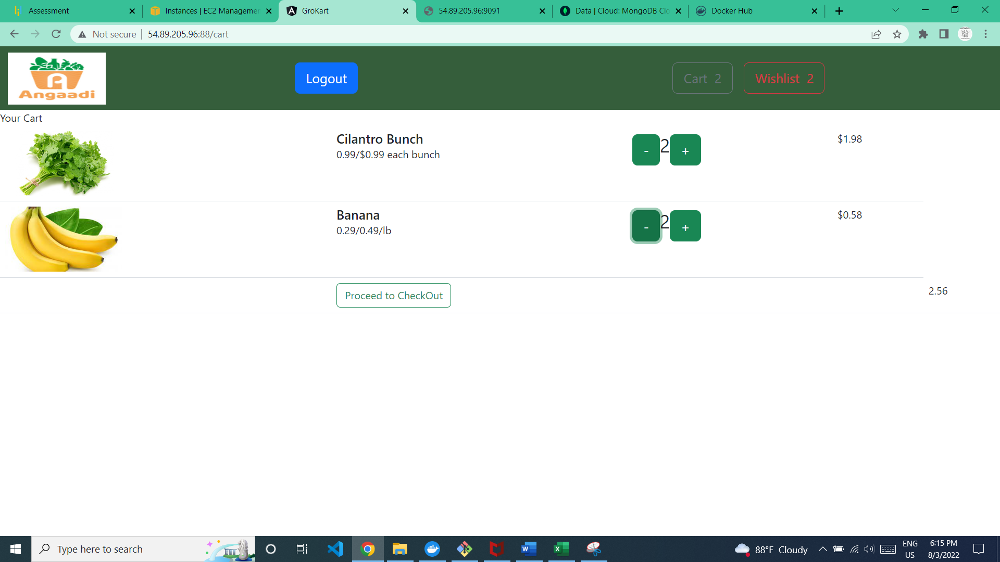 Assessment
Instances | EC2 Managemen
GroKart
54.89.205.96:9091
Data | Cloud: MongoDB Clo
Docker Hub
Not secure | 54.89.205.96:88/cart
Angaadi
Logout
Cart 2
Wishlist 2
Your Cart
Cilantro Bunch
0.99/$0.99 each bunch
- 2 +
$1.98
Banana
0.29/0.49/lb
- 2 +
$0.58
Proceed to CheckOut
2.56
Type here to search
88°F Cloudy
ENG
US
6:15 PM
8/3/2022